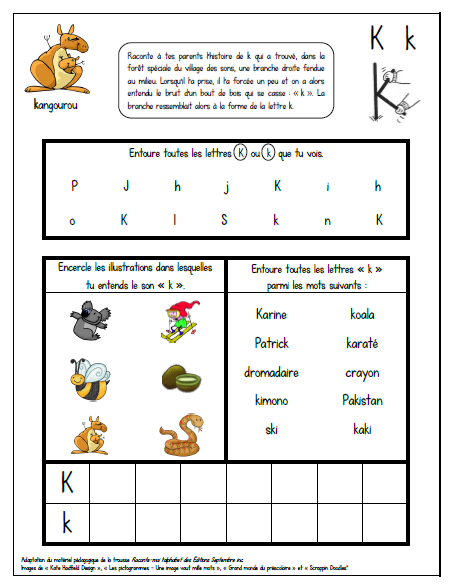 K k
Raconte à tes parents l'histoire de k qui a trouvé, dans la
forêt spéciale du village des sons, une branche droite fendue
au milieu. Lorsqu'il l'a prise, il l'a forcée un peu et on a alors
entendu le bruit d'un bout de bois qui se casse : « k ». La
branche ressemblait alors à la forme de la lettre k.
kangourou
Entoure toutes les lettres K ou k que tu vois.
P J h j K i h
o K l S k n K
Encercle les illustrations dans lesquelles
tu entends le son « k ».
Entoure toutes les lettres « k »
parmi les mots suivants :
Karine koala
Patrick karaté
dromadaire crayon
kimono Pakistan
ski kaki
K
k
Adaptation du matériel pédagogique de la trousse Raconte-moi l'alphabet des Éditions Septembre inc.
Images de « Kate Hadfield Design », « Les pictogrammes - Une image vaut mille mots », « Grand monde du préscolaire » et « Scrappin Doodles"